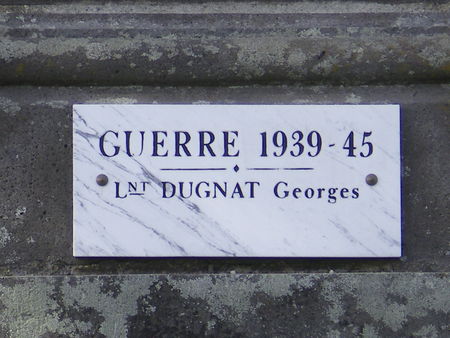 GUERRE 1939-45
LNT DUGNAT Georges